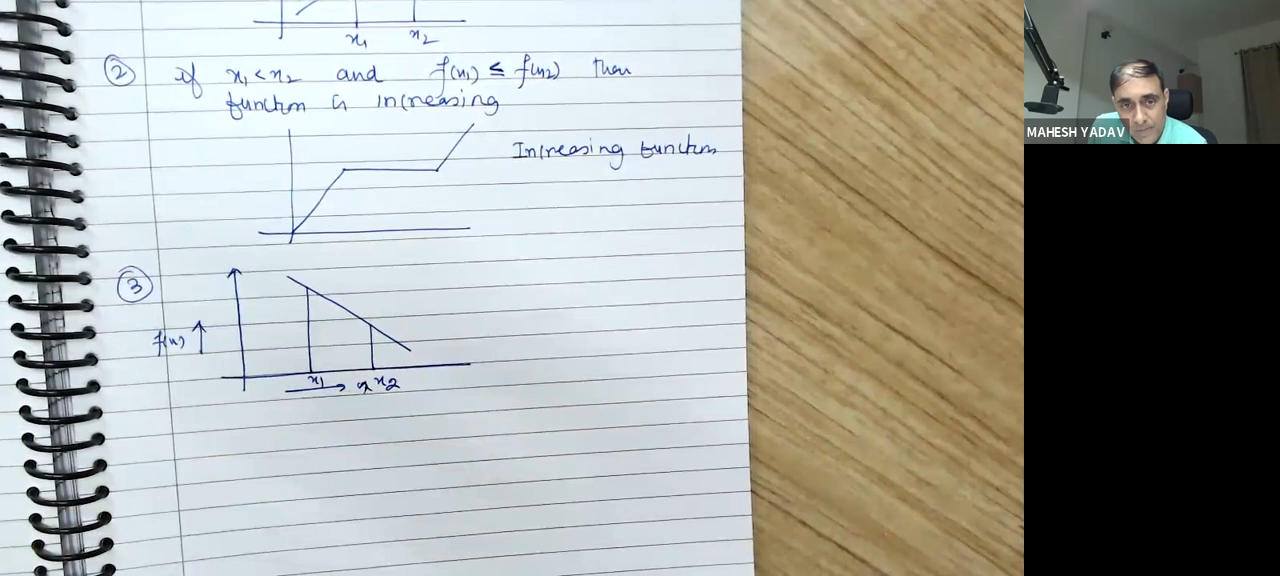 x1 x2
② if x1 < x2 and f(x1) ≤ f(x2) then
function is increasing
Increasing function
③
f(x) ↑
x1 → x x2
MAHESH YADAV